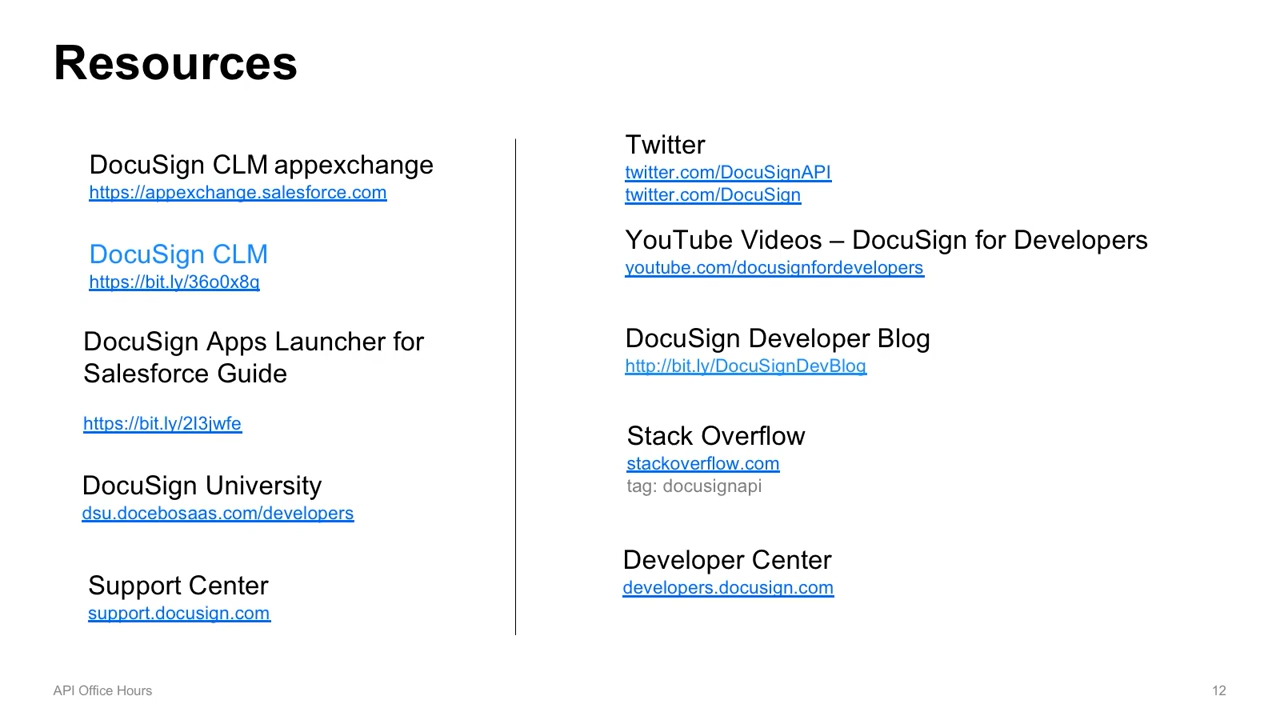 Resources
DocuSign CLM appexchange
https://appexchange.salesforce.com
DocuSign CLM
https://bit.ly/36o0x8q
DocuSign Apps Launcher for
Salesforce Guide
https://bit.ly/2I3jwfe
DocuSign University
dsu.docebosaas.com/developers
Support Center
support.docusign.com
Twitter
twitter.com/DocuSignAPI
twitter.com/DocuSign
YouTube Videos – DocuSign for Developers
youtube.com/docusignfordevelopers
DocuSign Developer Blog
http://bit.ly/DocuSignDevBlog
Stack Overflow
stackoverflow.com
tag: docusignapi
Developer Center
developers.docusign.com
API Office Hours
12